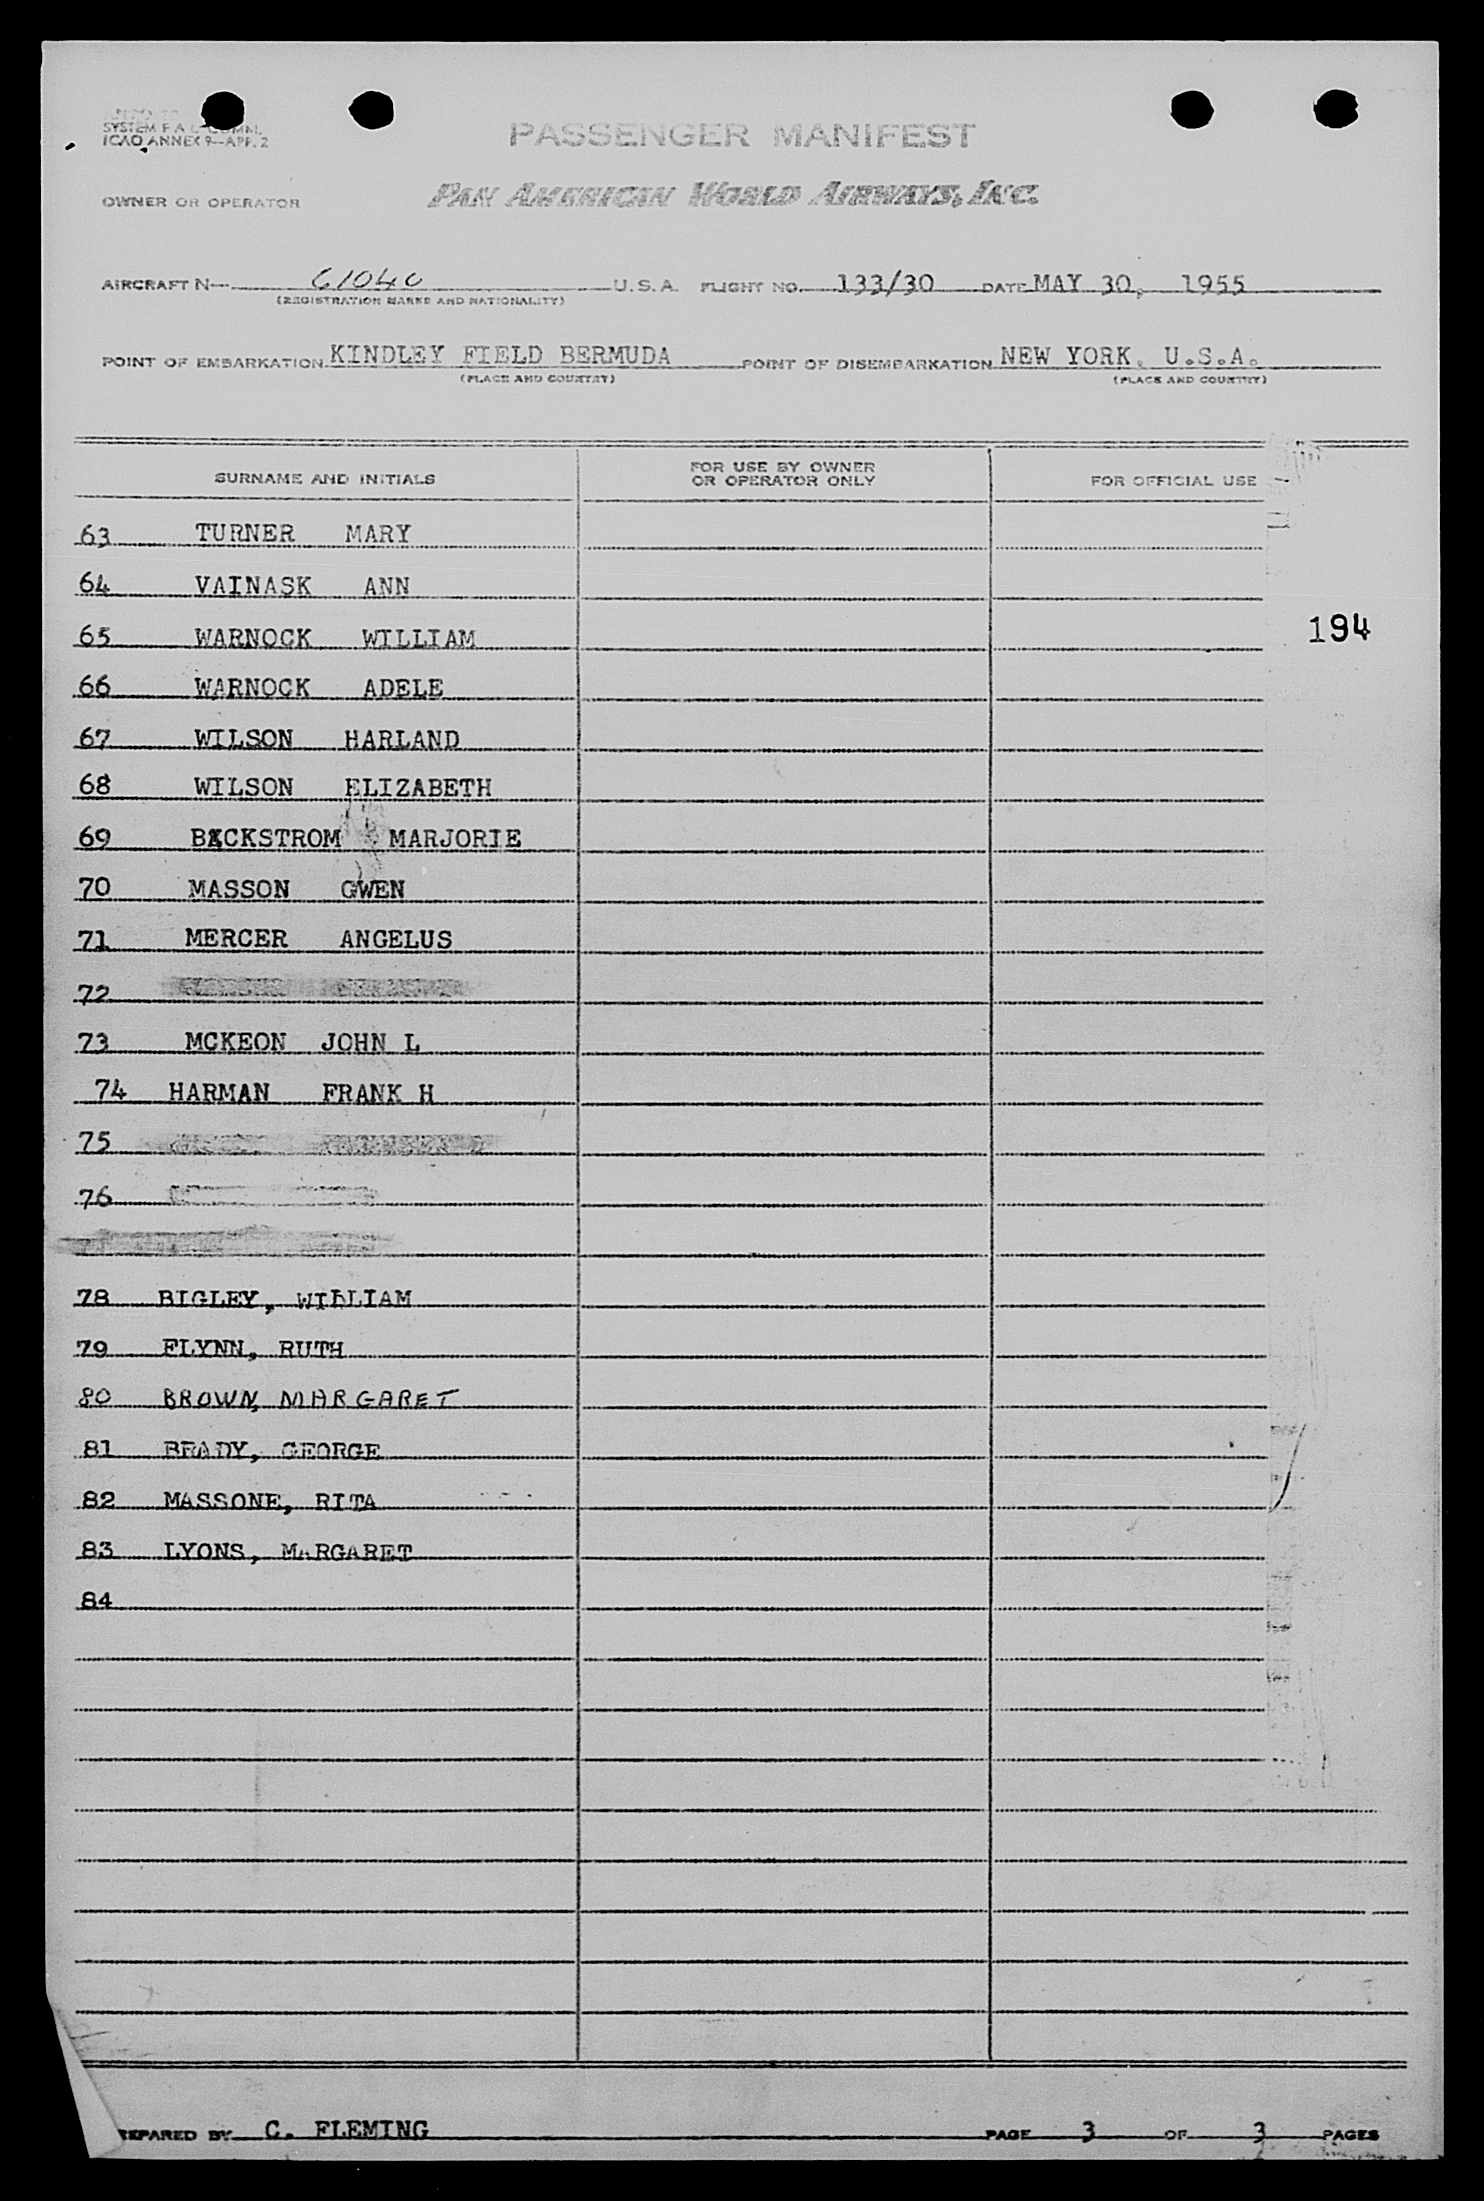 SYSTEM F A L COMM.
ICAO ANNEX 9—APP. 2
PASSENGER MANIFEST
OWNER OR OPERATOR PAN AMERICAN WORLD AIRWAYS, INC.
AIRCRAFT N 61040 U.S.A. FLIGHT NO. 133/30 DATE MAY 30, 1955
(REGISTRATION MARKS AND NATIONALITY)
POINT OF EMBARKATION KINDLEY FIELD BERMUDA POINT OF DISEMBARKATION NEW YORK, U.S.A.
(PLACE AND COUNTRY) (PLACE AND COUNTRY)
SURNAME AND INITIALS FOR USE BY OWNER OR OPERATOR ONLY FOR OFFICIAL USE
63 TURNER MARY
64 VAINASK ANN
65 WARNOCK WILLIAM 194
66 WARNOCK ADELE
67 WILSON HARLAND
68 WILSON ELIZABETH
69 BACKSTROM MARJORIE
70 MASSON GWEN
71 MERCER ANGELUS
72
73 MCKEON JOHN L
74 HARMAN FRANK H
75
76
78 BIGLEY, WILLIAM
79 FLYNN, RUTH
80 BROWN, MARGARET
81 BRADY, GEORGE
82 MASSONE, RITA
83 LYONS, MARGARET
84
PREPARED BY C. FLEMING PAGE 3 OF 3 PAGES